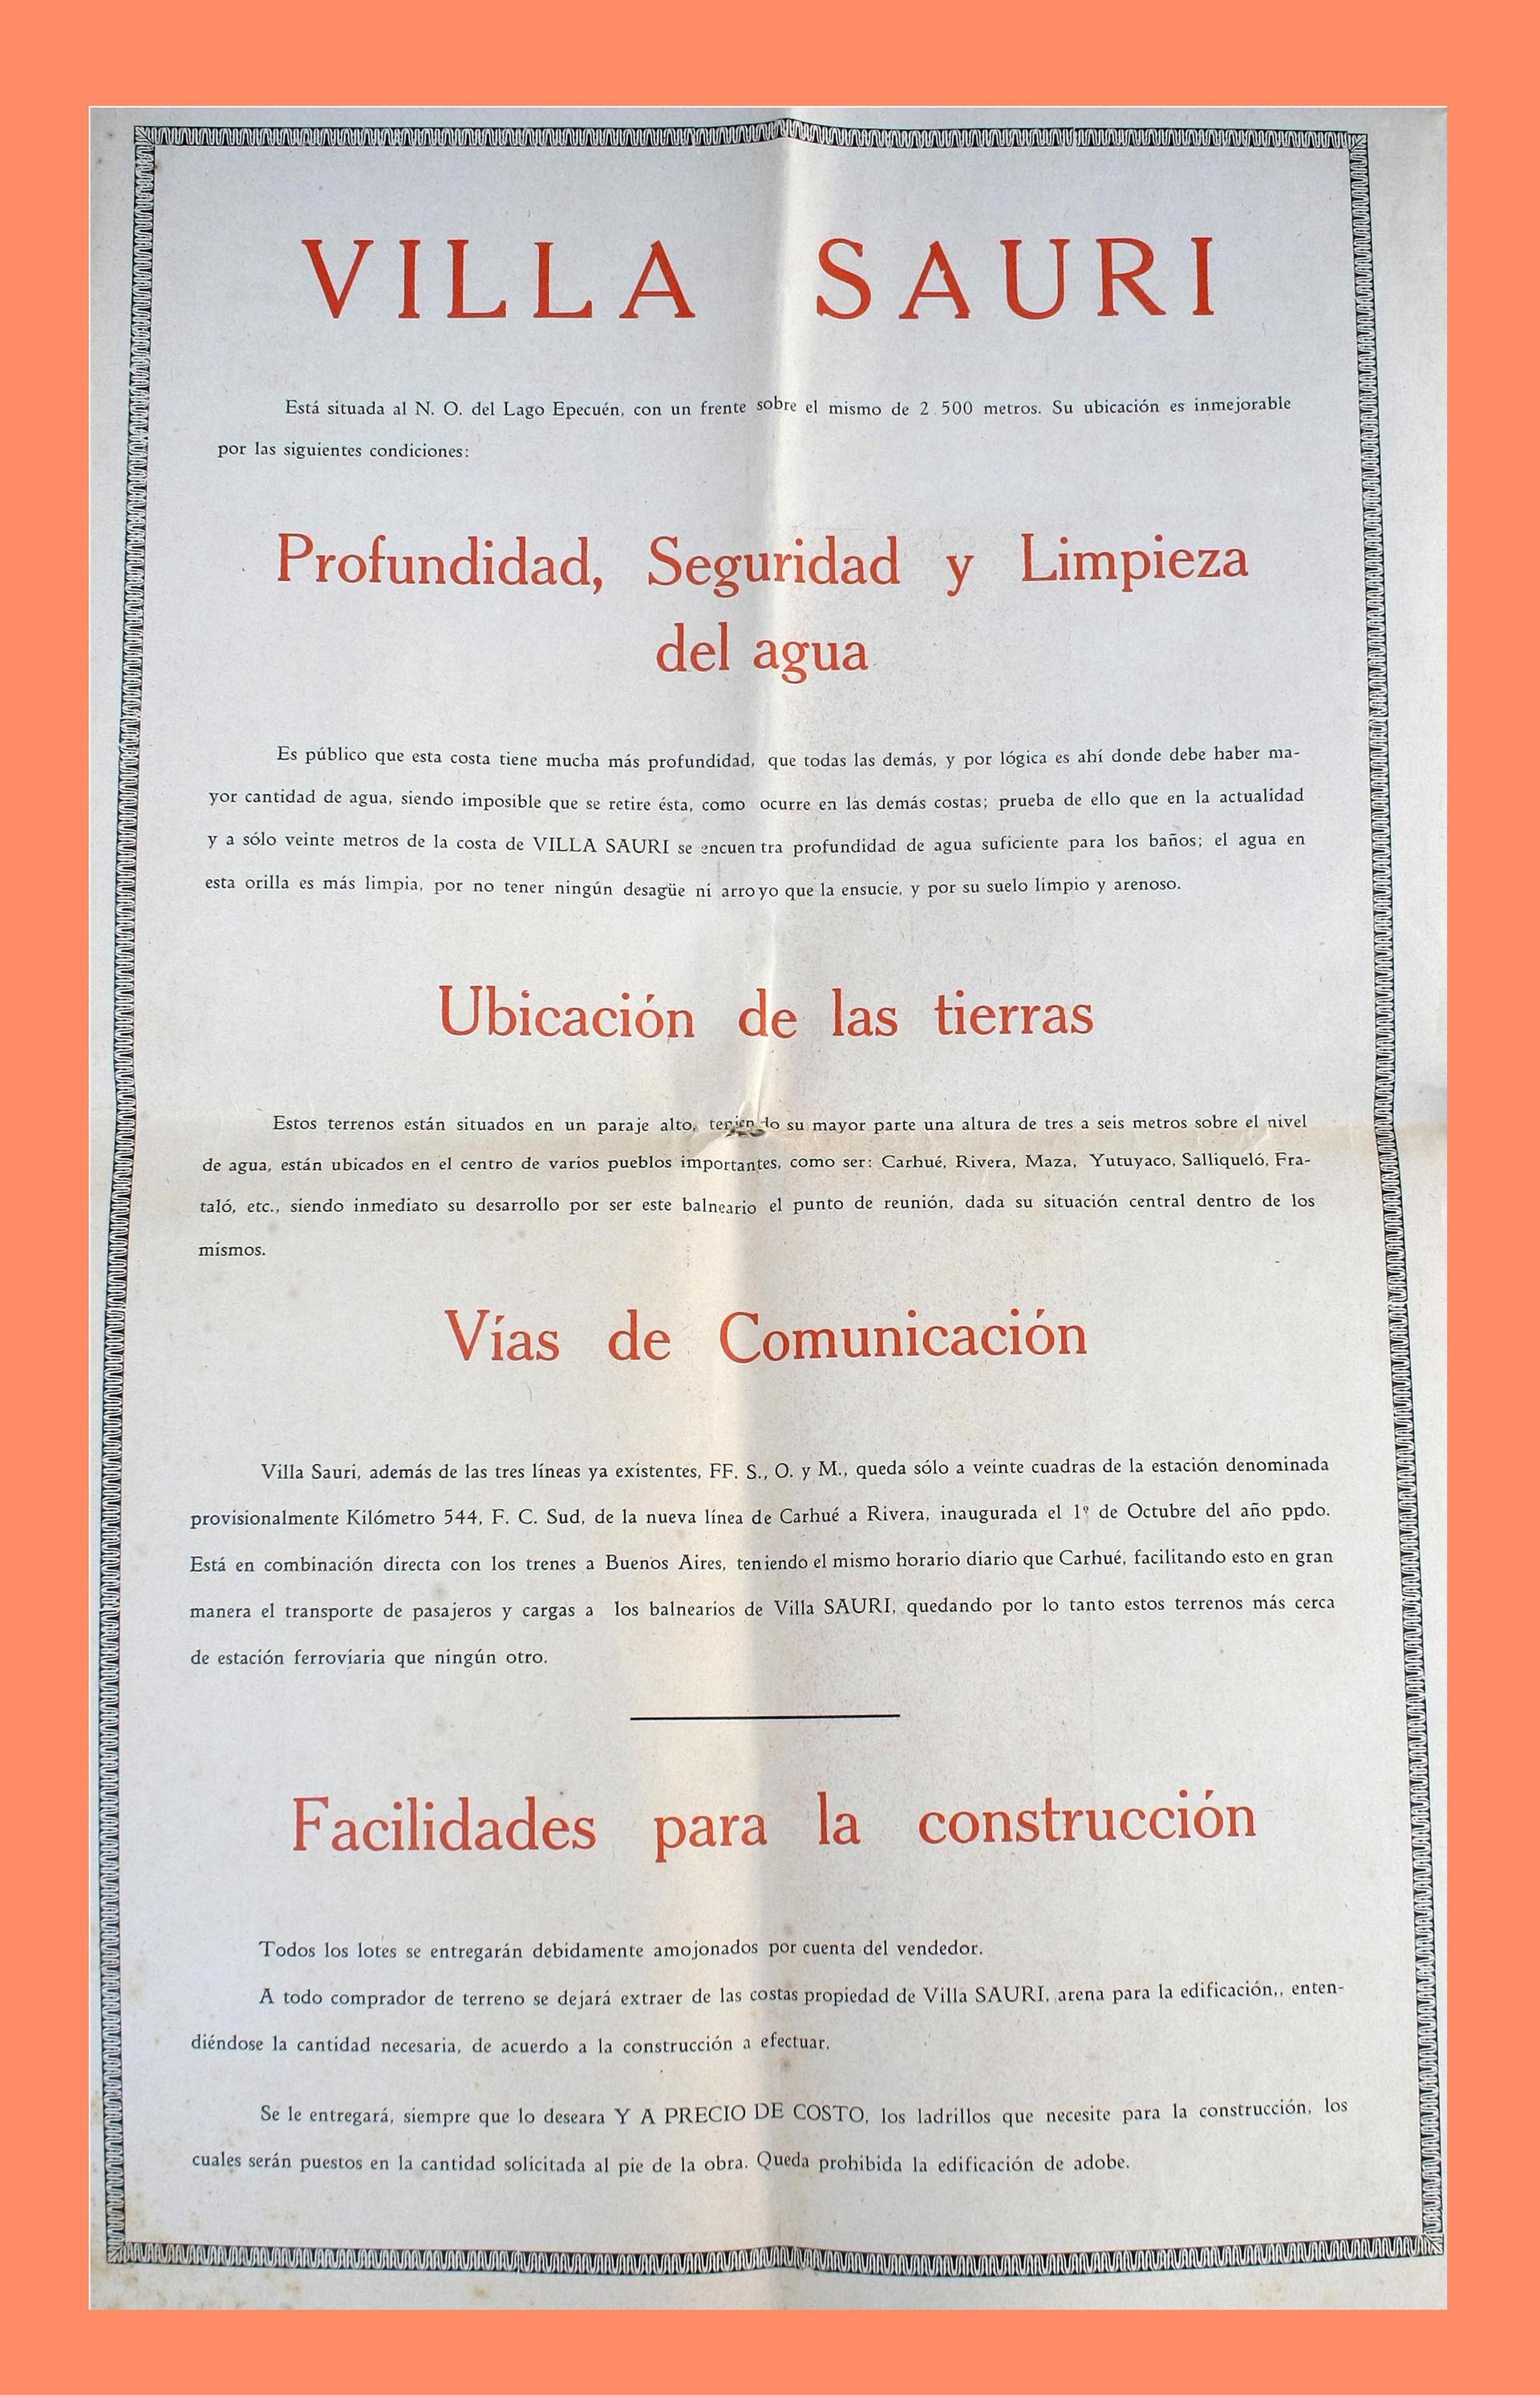 VILLA SAURI
Está situada al N. O. del Lago Epecuén, con un frente sobre el mismo de 2.500 metros. Su ubicación es inmejorable
por las siguientes condiciones:
Profundidad, Seguridad y Limpieza
del agua
Es público que esta costa tiene mucha más profundidad, que todas las demás, y por lógica es ahí donde debe haber ma-
yor cantidad de agua, siendo imposible que se retire ésta, como ocurre en las demás costas; prueba de ello que en la actualidad
y a sólo veinte metros de la costa de VILLA SAURI se encuentra profundidad de agua suficiente para los baños; el agua en
esta orilla es más limpia, por no tener ningún desagüe ni arroyo que la ensucie, y por su suelo límpio y arenoso.
Ubicación de las tierras
Estos terrenos están situados en un paraje alto, teniendo su mayor parte una altura de tres a seis metros sobre el nivel
de agua, están ubicados en el centro de varios pueblos importantes, como ser: Carhué, Rivera, Maza, Yutuyaco, Salliqueló, Fra-
taló, etc., siendo inmediato su desarrollo por ser este balneario el punto de reunión, dada su situación central dentro de los
mismos.
Vías de Comunicación
Villa Sauri, además de las tres líneas ya existentes, FF. S., O. y M., queda sólo a veinte cuadras de la estación denominada
provisionalmente Kilómetro 544, F. C. Sud, de la nueva línea de Carhué a Rivera, inaugurada el 1º de Octubre del año ppdo.
Está en combinación directa con los trenes a Buenos Aires, teniendo el mismo horario diario que Carhué, facilitando esto en gran
manera el transporte de pasajeros y cargas a los balnearios de Villa SAURI, quedando por lo tanto estos terrenos más cerca
de estación ferroviaria que ningún otro.
Facilidades para la construcción
Todos los lotes se entregarán debidamente amojonados por cuenta del vendedor.
A todo comprador de terreno se dejará extraer de las costas propiedad de Villa SAURI, arena para la edificación,, enten-
diéndose la cantidad necesaria, de acuerdo a la construcción a efectuar.
Se le entregará, siempre que lo deseara Y A PRECIO DE COSTO, los ladrillos que necesite para la construcción, los
cuales serán puestos en la cantidad solicitada al pie de la obra. Queda prohibida la edificación de adobe.